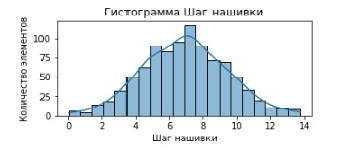 Гистограмма Шаг нашивки
Количество элементов
100
75
50
25
0
0 2 4 6 8 10 12 14
Шаг нашивки